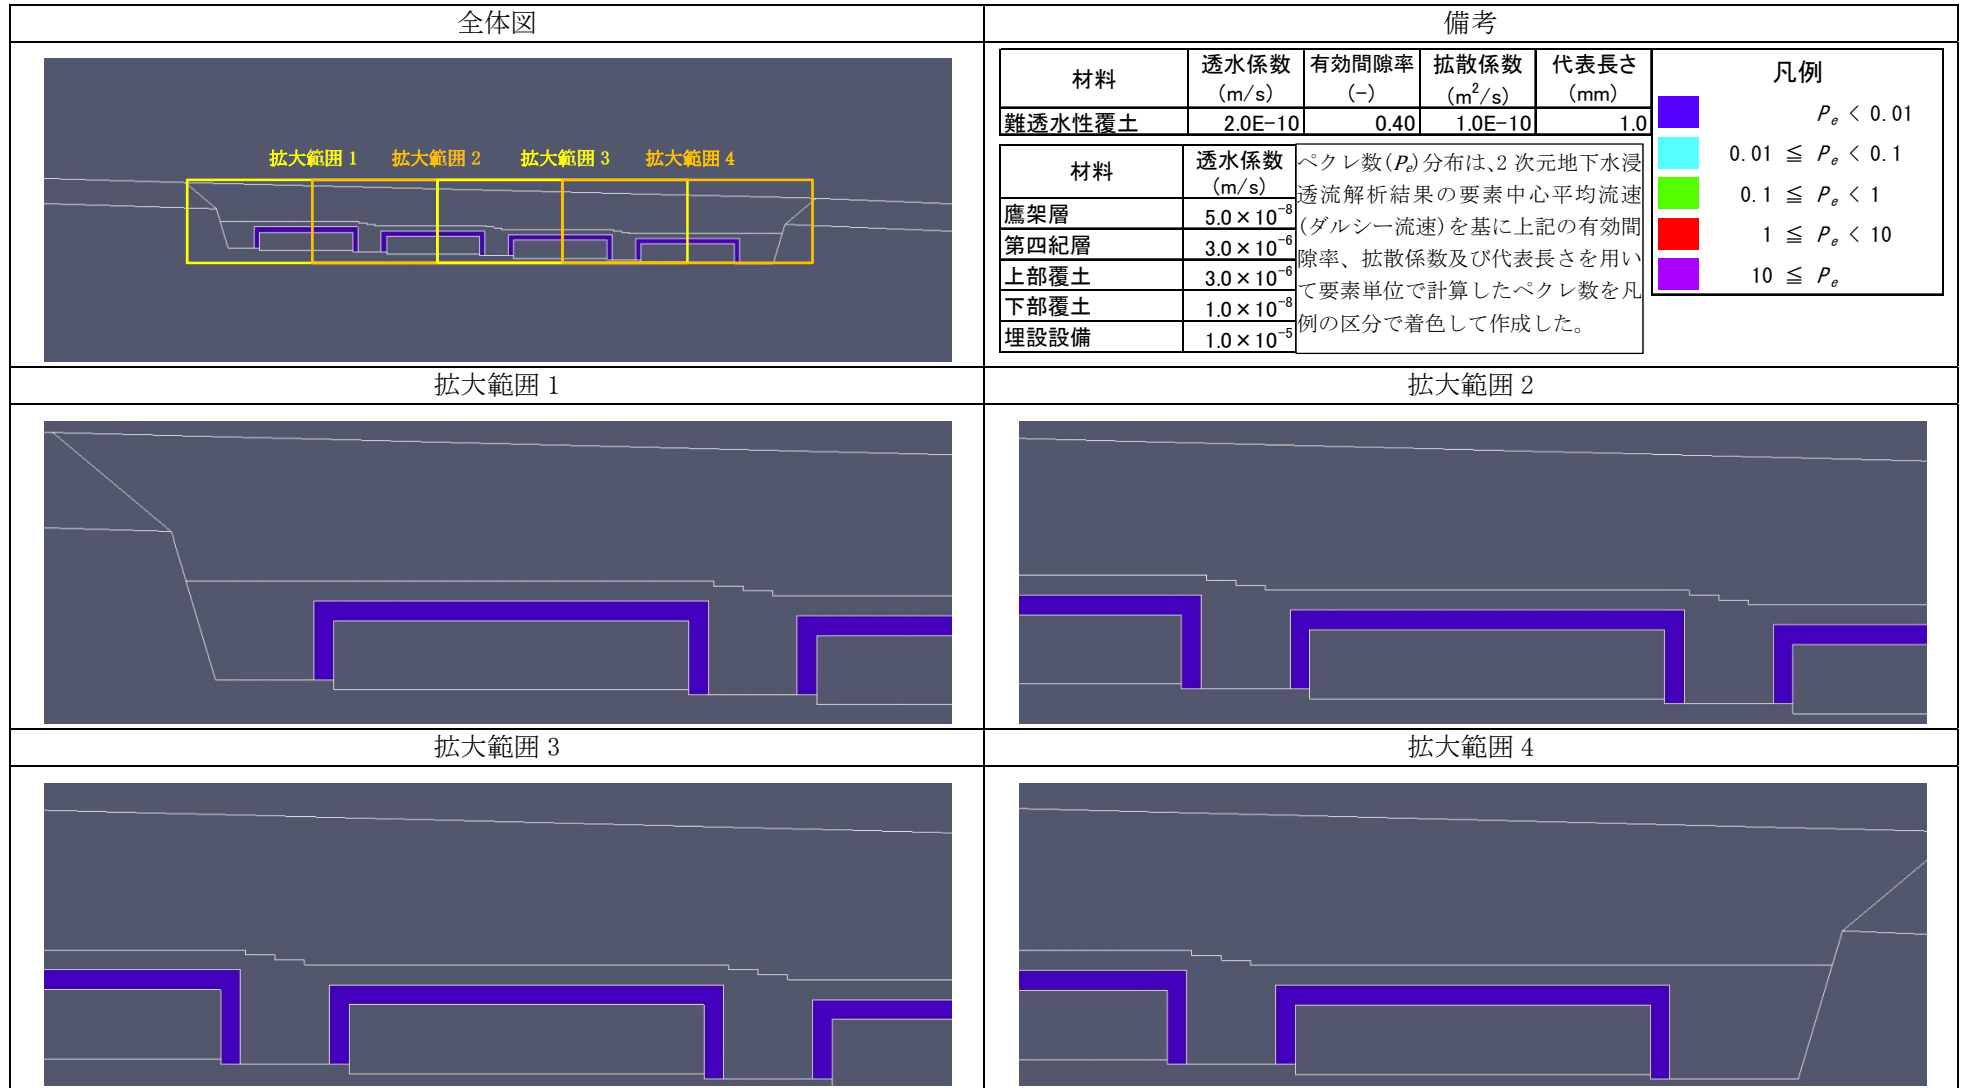 全体図
備考
拡大範囲 1
拡大範囲 2
拡大範囲 3
拡大範囲 4
材料 透水係数 (m/s) 有効間隙率 (-) 拡散係数 (m²/s) 代表長さ (mm)
難透水性覆土 2.0E-10 0.40 1.0E-10 1.0
材料 透水係数 (m/s)
鷹架層 5.0×10⁻⁸
第四紀層 3.0×10⁻⁶
上部覆土 3.0×10⁻⁶
下部覆土 1.0×10⁻⁸
埋設設備 1.0×10⁻⁵
ペクレ数(Pe)分布は、2 次元地下水浸
透流解析結果の要素中心平均流速
(ダルシー流速)を基に上記の有効間
隙率、拡散係数及び代表長さを用い
て要素単位で計算したペクレ数を凡
例の区分で着色して作成した。
凡例
Pe < 0.01
0.01 ≦ Pe < 0.1
0.1 ≦ Pe < 1
1 ≦ Pe < 10
10 ≦ Pe
拡大範囲 1
拡大範囲 2
拡大範囲 3
拡大範囲 4